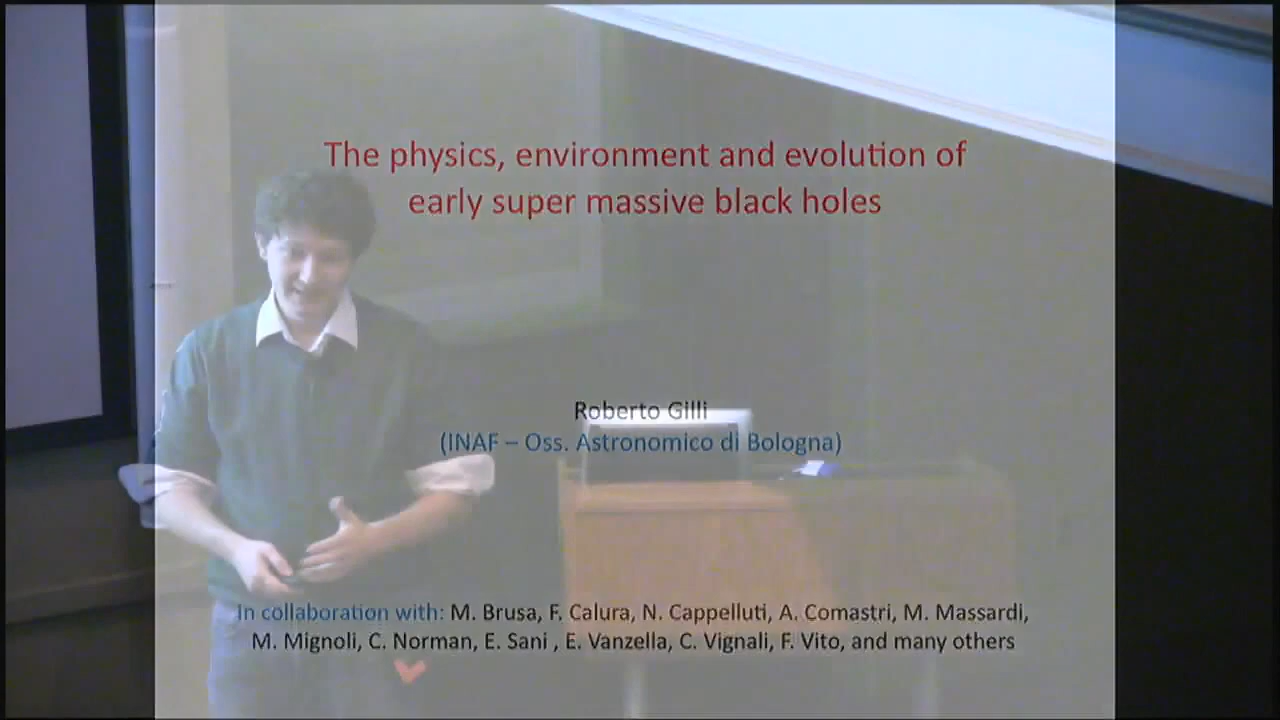 The physics, environment and evolution of
early super massive black holes
Roberto Gilli
(INAF – Oss. Astronomico di Bologna)
In collaboration with: M. Brusa, F. Calura, N. Cappelluti, A. Comastri, M. Massardi,
M. Mignoli, C. Norman, E. Sani , E. Vanzella, C. Vignali, F. Vito, and many others